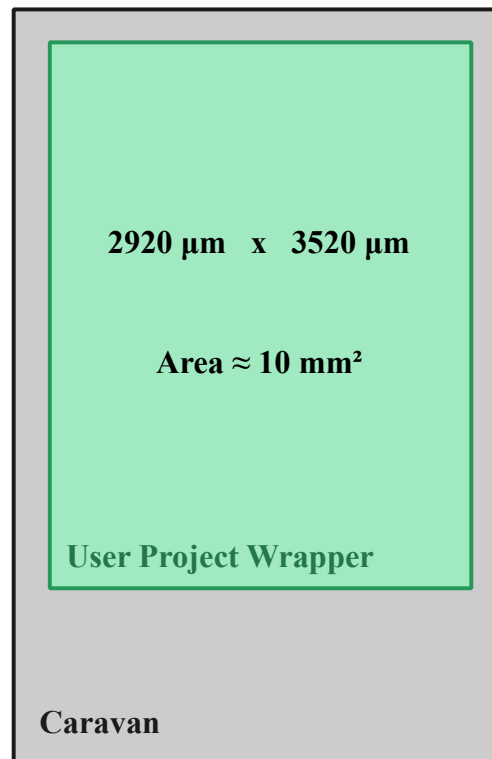 2920 μm x 3520 μm
Area ≈ 10 mm²
User Project Wrapper
Caravan